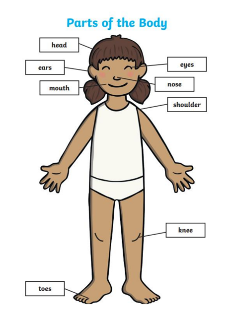 Parts of the Body
head
ears
eyes
mouth
nose
shoulder
knee
toes